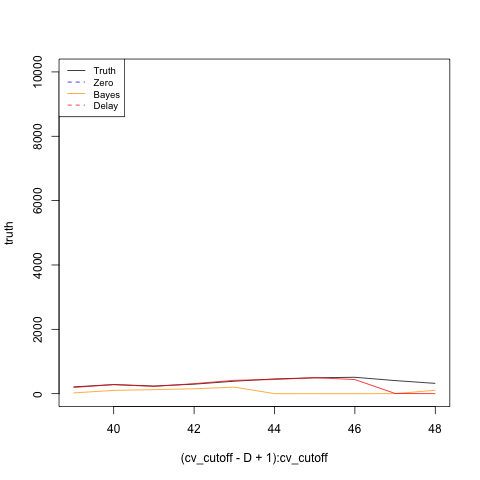 Truth
Zero
Bayes
Delay
truth
0
2000
4000
6000
8000
10000
40
42
44
46
48
(cv_cutoff - D + 1):cv_cutoff